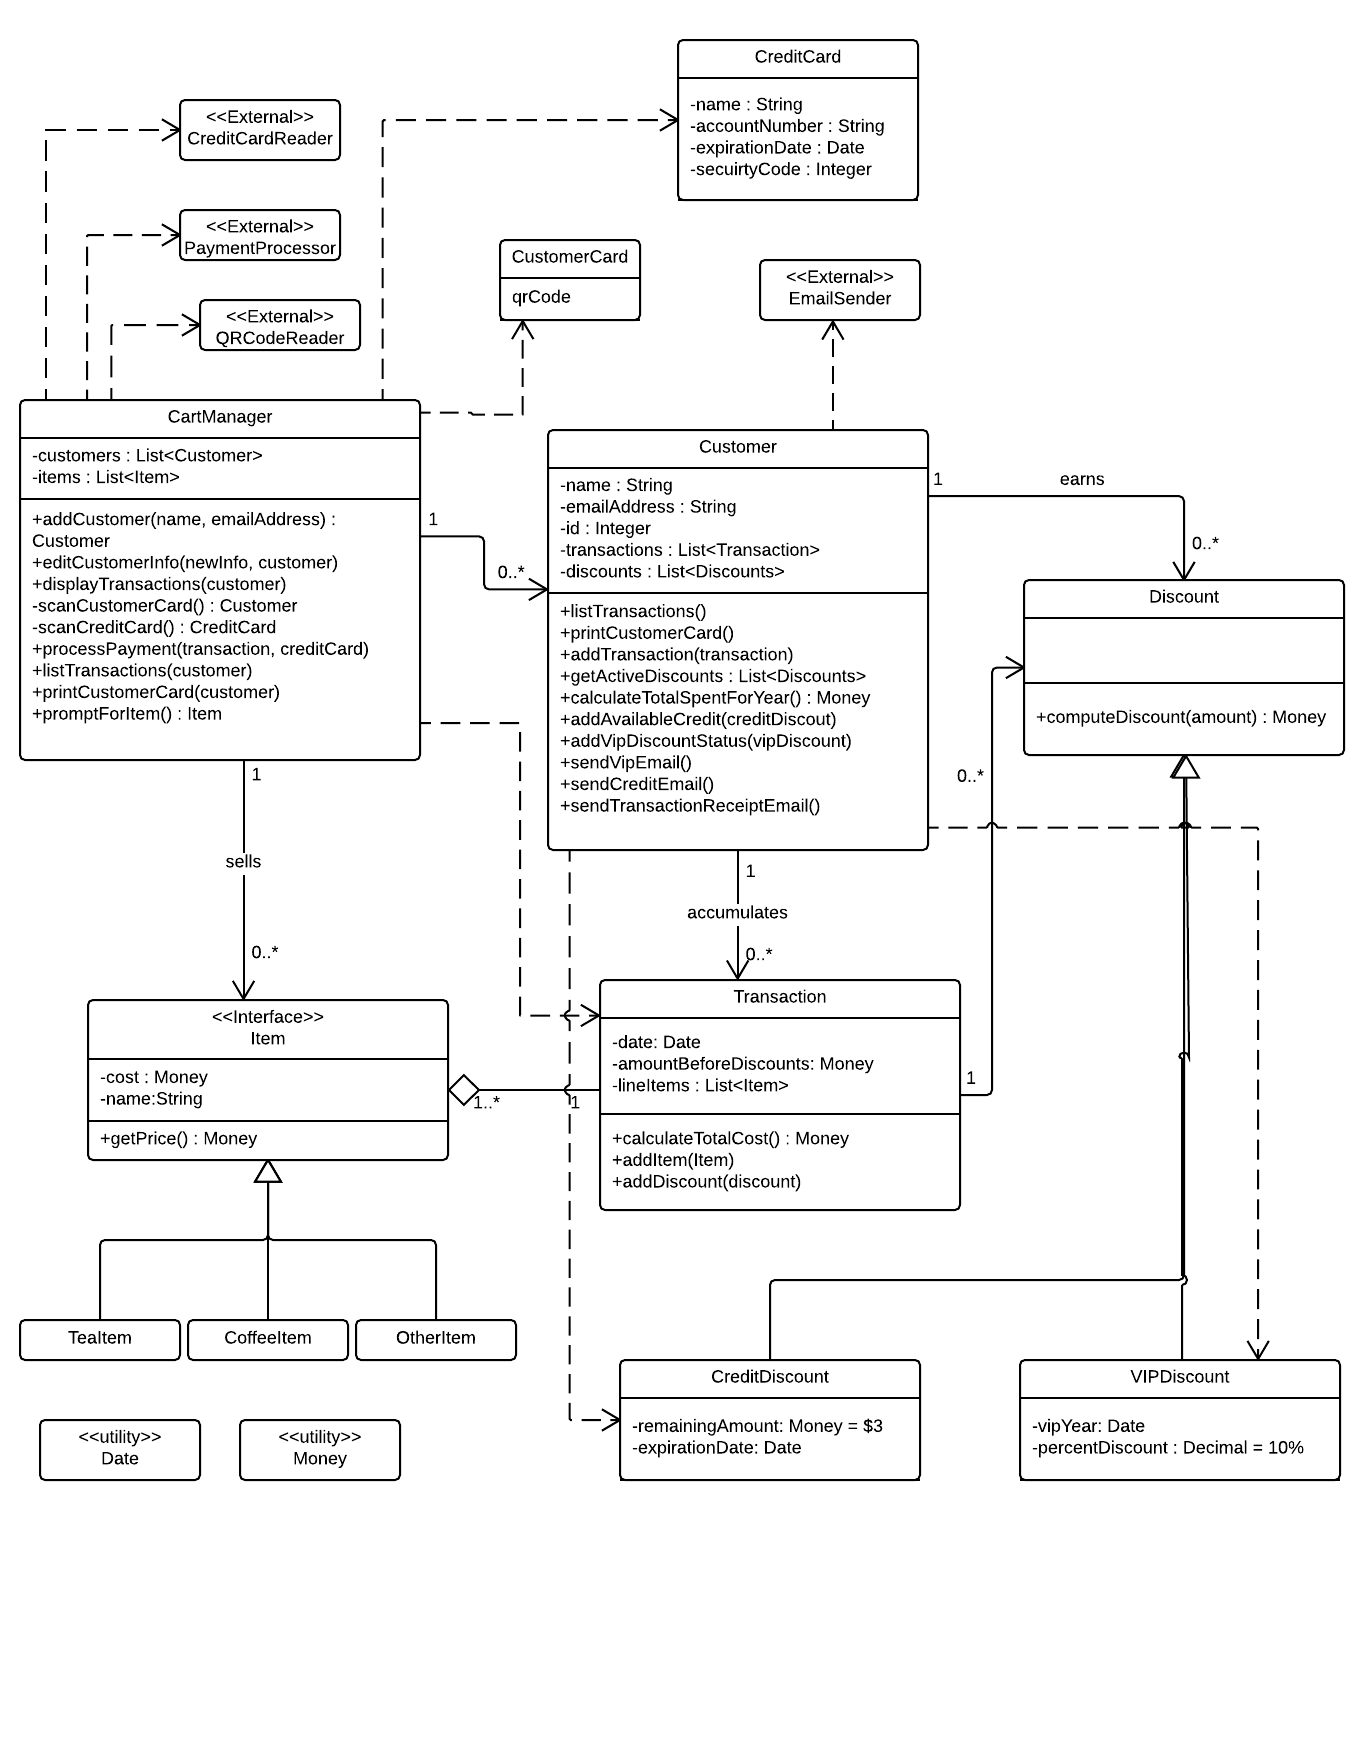 CreditCard
-name : String
-accountNumber : String
-expirationDate : Date
-secuirtyCode : Integer
<<External>>
CreditCardReader
<<External>>
PaymentProcessor
<<External>>
QRCodeReader
CustomerCard
qrCode
<<External>>
EmailSender
CartManager
-customers : List<Customer>
-items : List<Item>
+addCustomer(name, emailAddress) :
Customer
+editCustomerInfo(newInfo, customer)
+displayTransactions(customer)
-scanCustomerCard() : Customer
-scanCreditCard() : CreditCard
+processPayment(transaction, creditCard)
+listTransactions(customer)
+printCustomerCard(customer)
+promptForItem() : Item
1
0..*
Customer
-name : String
-emailAddress : String
-id : Integer
-transactions : List<Transaction>
-discounts : List<Discounts>
+listTransactions()
+printCustomerCard()
+addTransaction(transaction)
+getActiveDiscounts : List<Discounts>
+calculateTotalSpentForYear() : Money
+addAvailableCredit(creditDiscout)
+addVipDiscountStatus(vipDiscount)
+sendVipEmail()
+sendCreditEmail()
+sendTransactionReceiptEmail()
1
earns
0..*
Discount
+computeDiscount(amount) : Money
0..*
1
1
sells
0..*
1
accumulates
0..*
<<Interface>>
Item
-cost : Money
-name:String
+getPrice() : Money
1..*
1
Transaction
-date: Date
-amountBeforeDiscounts: Money
-lineItems : List<Item>
+calculateTotalCost() : Money
+addItem(Item)
+addDiscount(discount)
TeaItem
CoffeeItem
OtherItem
CreditDiscount
-remainingAmount: Money = $3
-expirationDate: Date
VIPDiscount
-vipYear: Date
-percentDiscount : Decimal = 10%
<<utility>>
Date
<<utility>>
Money